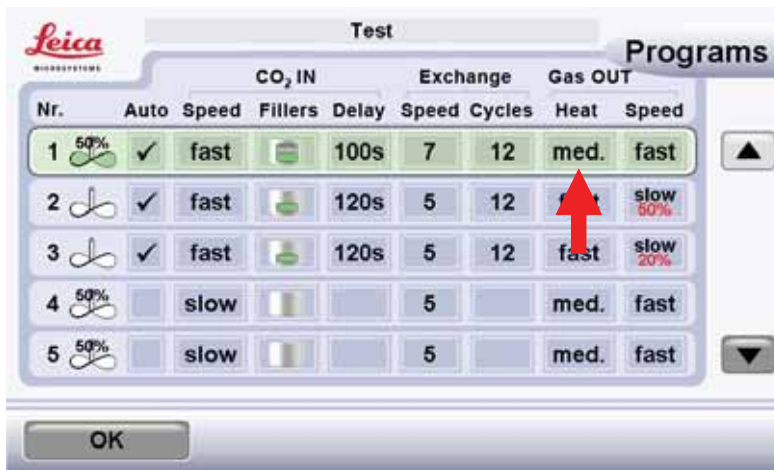 Leica
MICROSYSTEMS
Test
Programs
CO₂ IN Exchange Gas OUT
Nr. Auto Speed Fillers Delay Speed Cycles Heat Speed
1 50% ✓ fast 100s 7 12 med. fast
2 ✓ fast 120s 5 12 slow 50%
3 ✓ fast 120s 5 12 fast slow 20%
4 50% slow 5 med. fast
5 50% slow 5 med. fast
OK